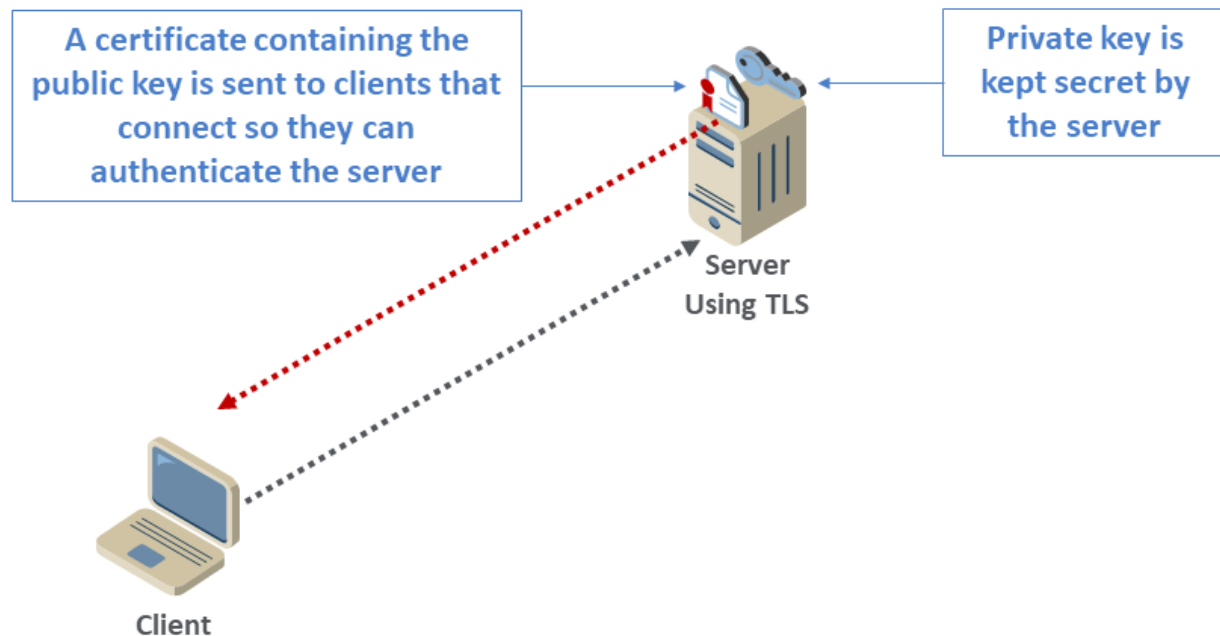 A certificate containing the
public key is sent to clients that
connect so they can
authenticate the server
Private key is
kept secret by
the server
Server
Using TLS
Client